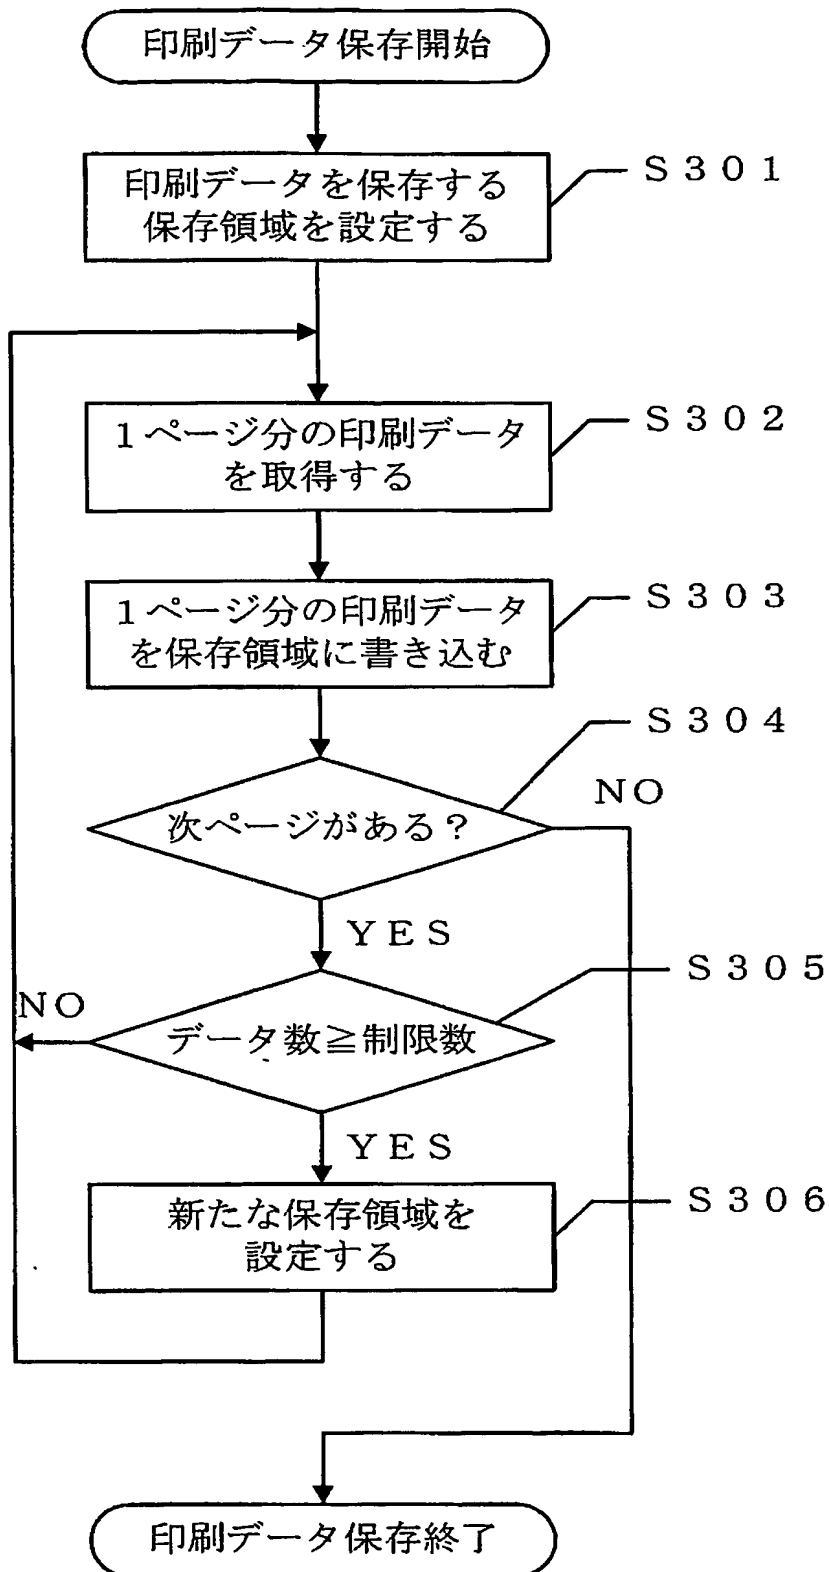 印刷データ保存開始
印刷データを保存する
保存領域を設定する
S301
1ページ分の印刷データ
を取得する
S302
1ページ分の印刷データ
を保存領域に書き込む
S303
次ページがある?
S304
NO
YES
データ数≧制限数
S305
NO
YES
新たな保存領域を
設定する
S306
印刷データ保存終了